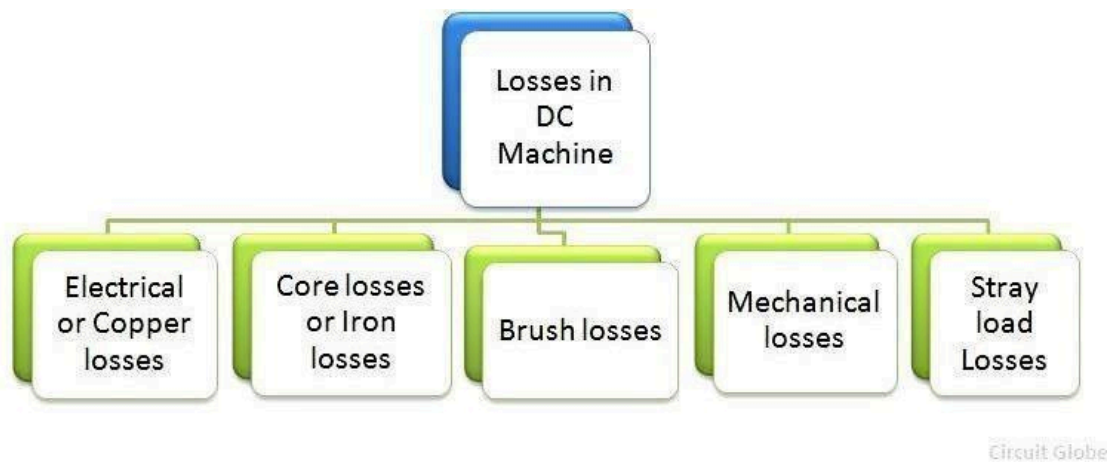 Losses in
DC
Machine
Electrical
or Copper
losses
Core losses
or Iron
losses
Brush losses
Mechanical
losses
Stray
load
Losses
Circuit Globe